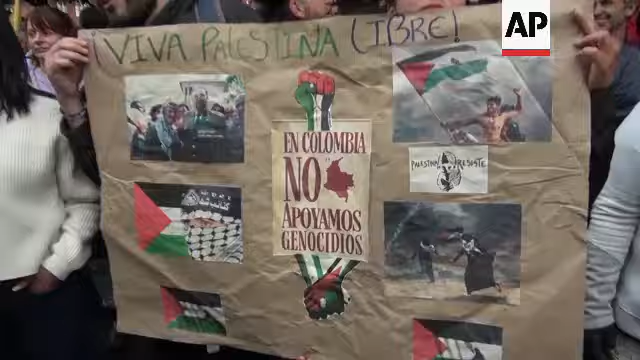 ¡VIVA PALESTINA LIBRE!
AP
EN COLOMBIA
NO
APOYAMOS
GENOCIDIOS
PALESTINA RESISTE